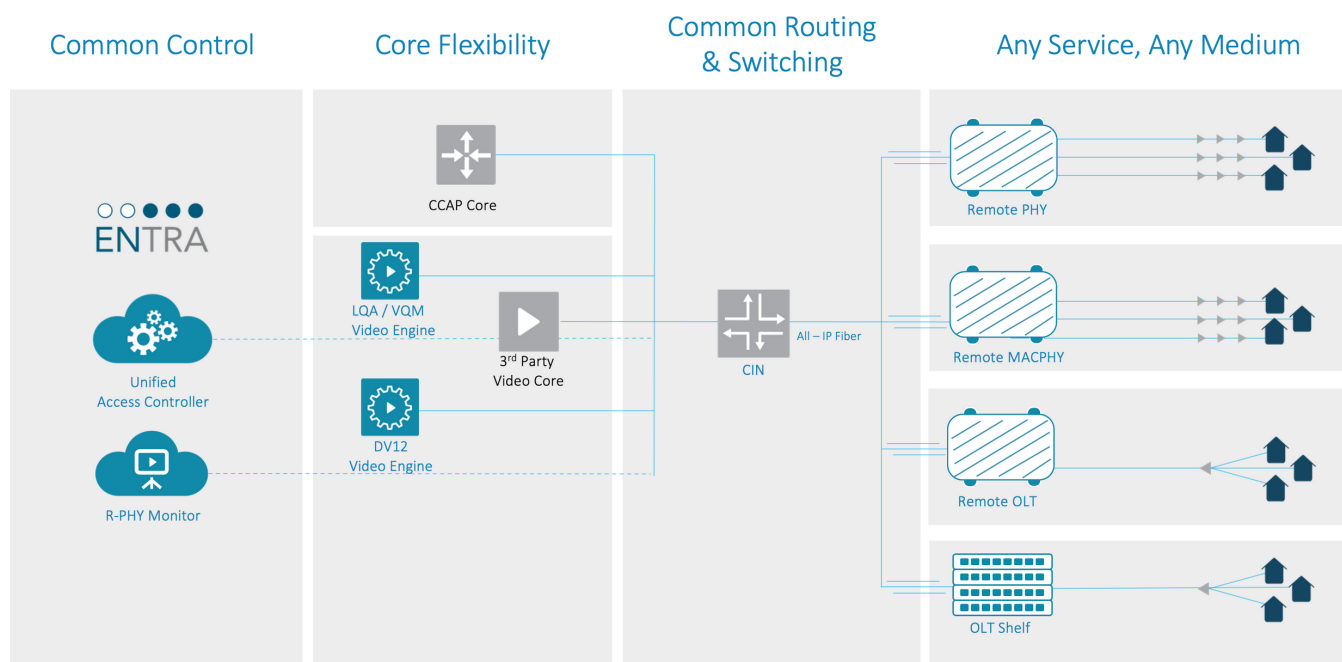 Common Control
Core Flexibility
Common Routing
& Switching
Any Service, Any Medium
ENTRA
Unified
Access Controller
R-PHY Monitor
CCAP Core
LQA / VQM
Video Engine
3rd Party
Video Core
DV12
Video Engine
CIN
All – IP Fiber
Remote PHY
Remote MACPHY
Remote OLT
OLT Shelf